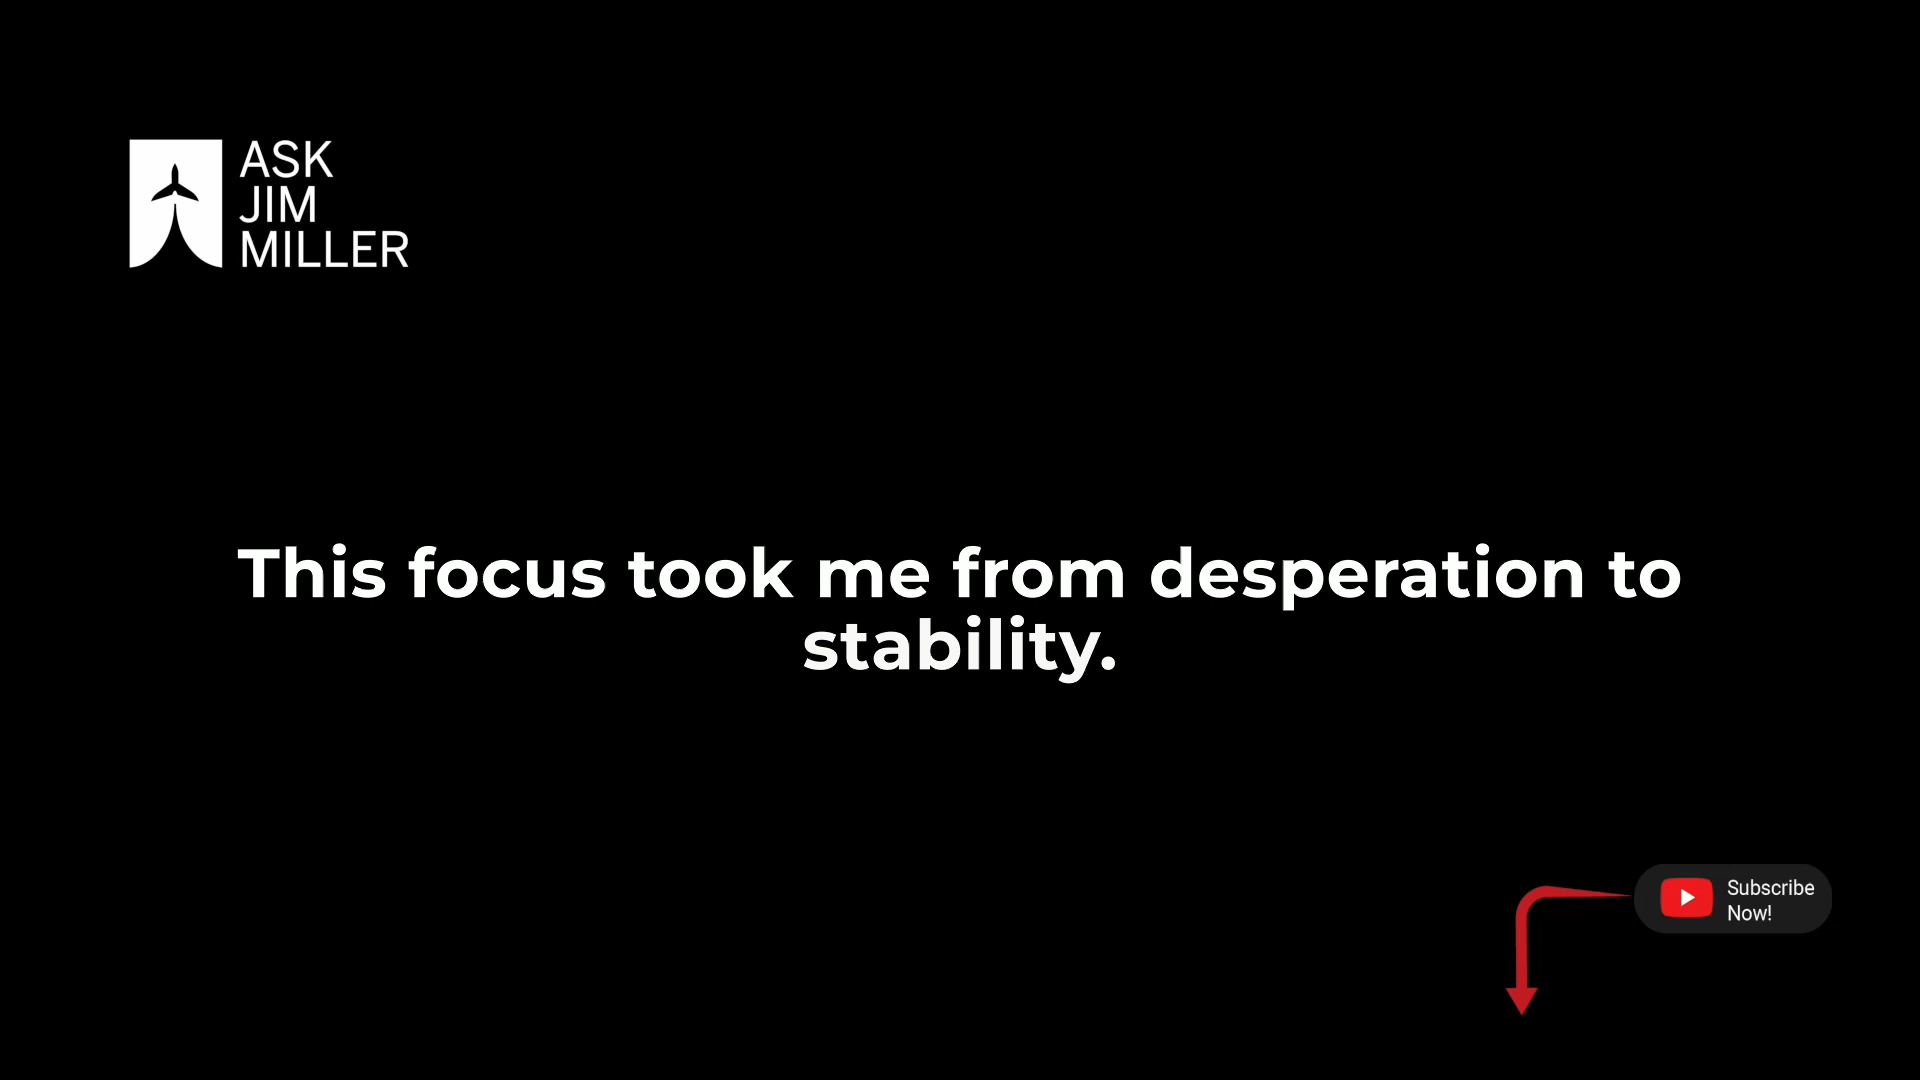 ASK
JIM
MILLER
This focus took me from desperation to
stability.
Subscribe
Now!